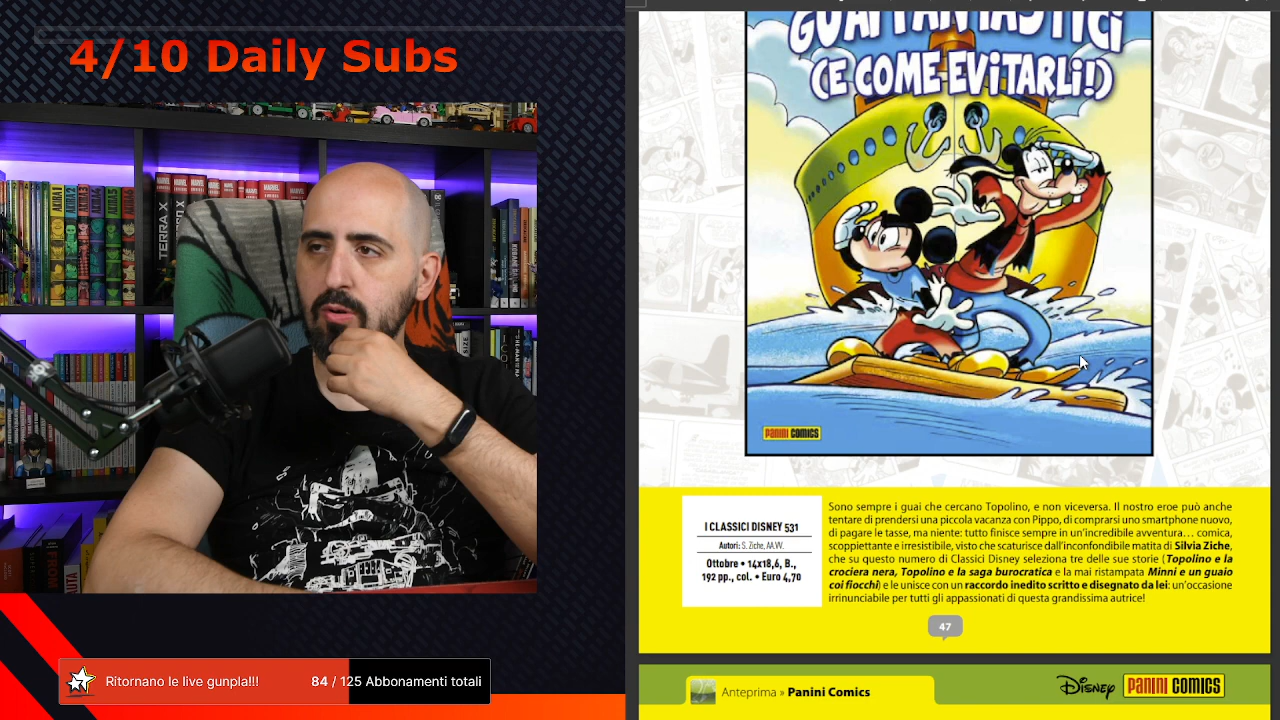 4/10 Daily Subs
TERRA X
GUAI FANTASTICI
(E COME EVITARLI!)
PANINI COMICS
I CLASSICI DISNEY 531
Autori: S. Ziche, AA.VV.
Ottobre • 14x18,6, B.,
192 pp., col. • Euro 4,70
Sono sempre i guai che cercano Topolino, e non viceversa. Il nostro eroe può anche
tentare di prendersi una piccola vacanza con Pippo, di comprarsi uno smartphone nuovo,
di pagare le tasse, ma niente: tutto finisce sempre in un'incredibile avventura… comica,
scoppiettante e irresistibile, visto che scaturisce dall'inconfondibile matita di Silvia Ziche,
che su questo numero di Classici Disney seleziona tre delle sue storie (Topolino e la
crociera nera, Topolino e la saga burocratica e la mai ristampata Minni e un guaio
coi fiocchi) e le unisce con un raccordo inedito scritto e disegnato da lei: un'occasione
irrinunciabile per tutti gli appassionati di questa grandissima autrice!
47
Anteprima » Panini Comics
Disney PANINI COMICS
Ritornano le live gunpla!!! 84 / 125 Abbonamenti totali